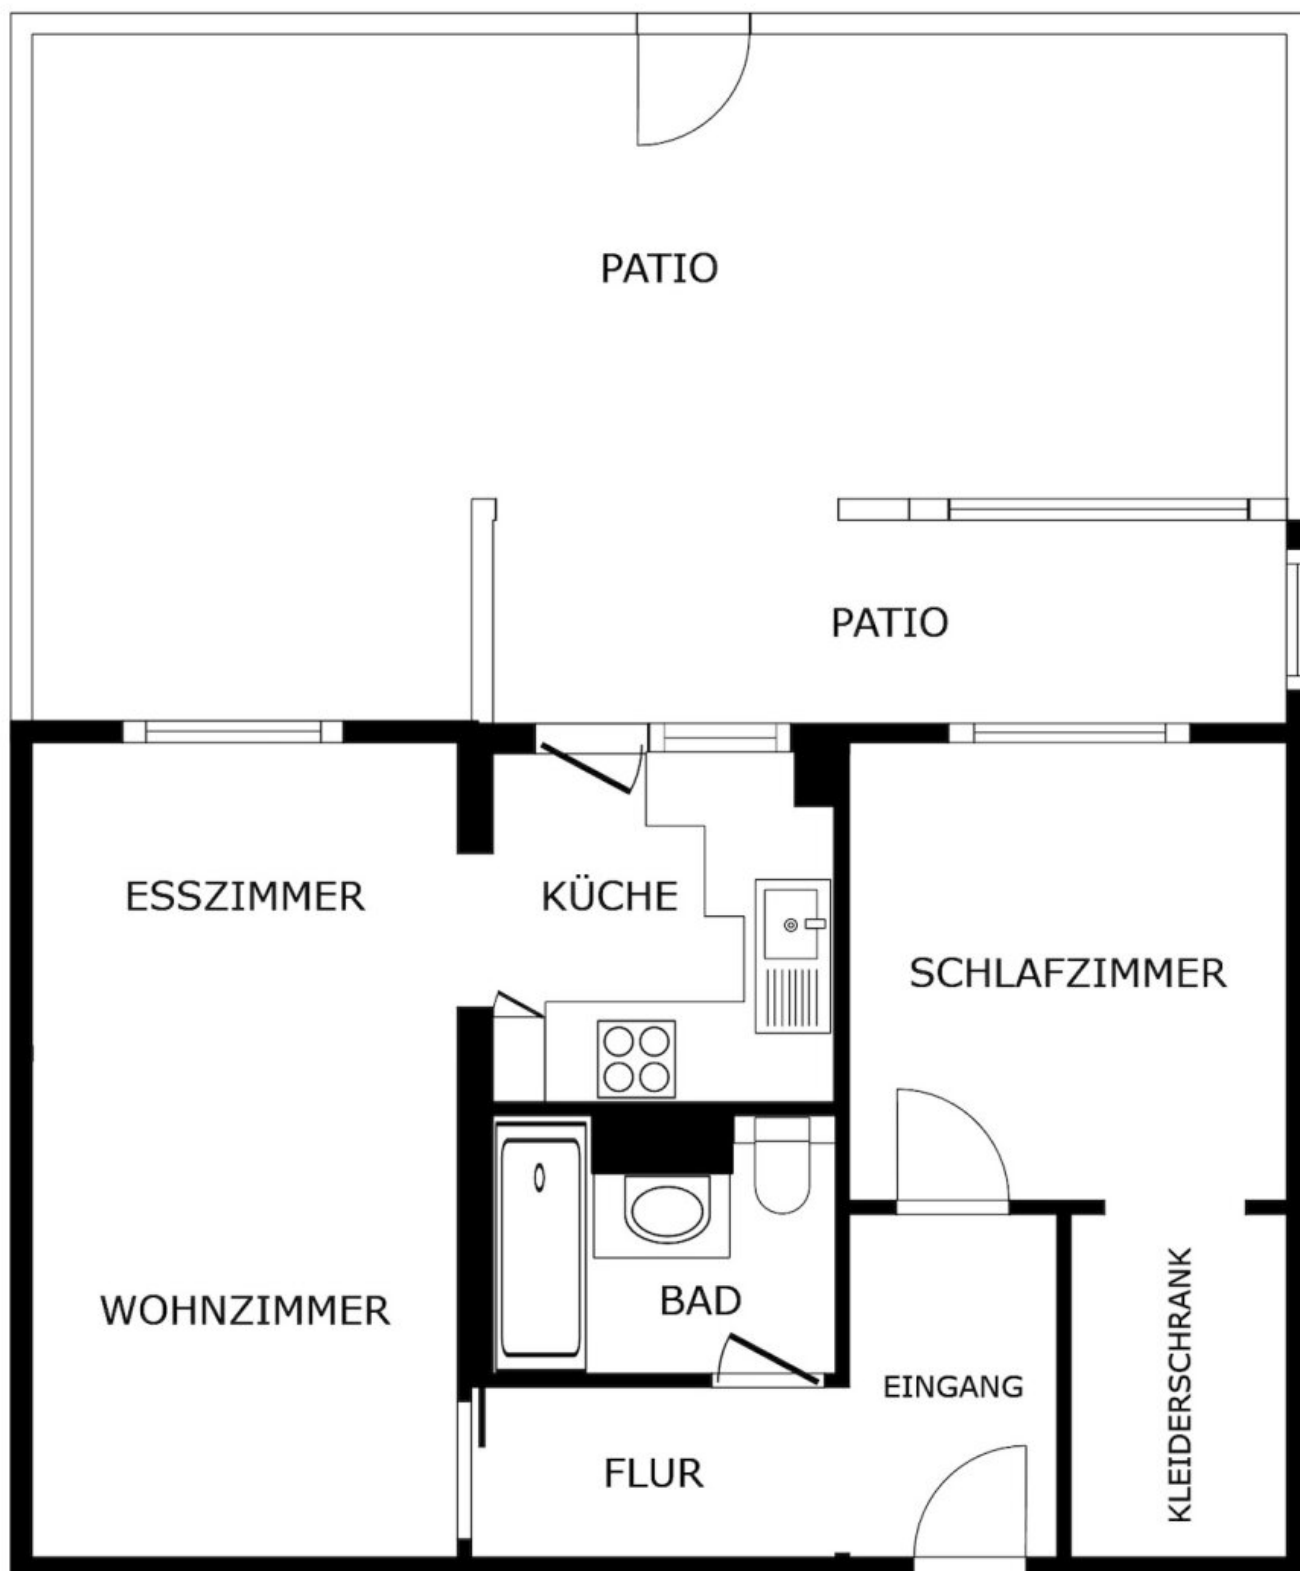 PATIO
PATIO
ESSZIMMER
KÜCHE
SCHLAFZIMMER
WOHNZIMMER
BAD
EINGANG
KLEIDERSCHRANK
FLUR